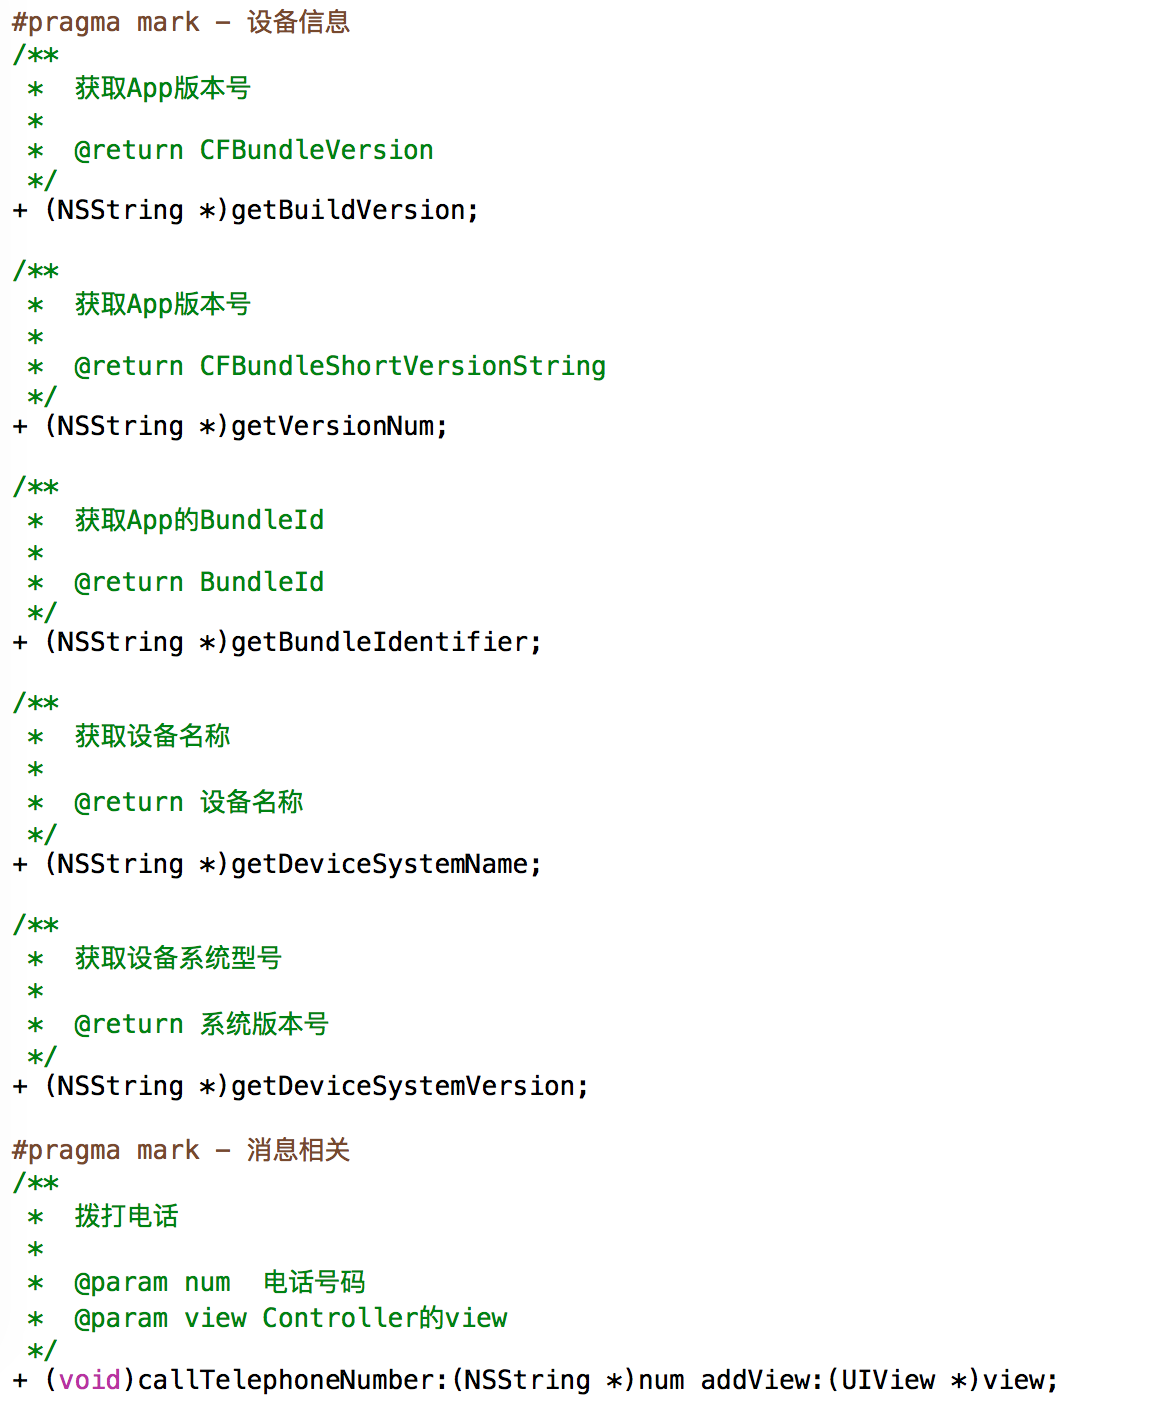 #pragma mark – 设备信息
/**
 *  获取App版本号
 *
 *  @return CFBundleVersion
 */
+ (NSString *)getBuildVersion;

/**
 *  获取App版本号
 *
 *  @return CFBundleShortVersionString
 */
+ (NSString *)getVersionNum;

/**
 *  获取App的BundleId
 *
 *  @return BundleId
 */
+ (NSString *)getBundleIdentifier;

/**
 *  获取设备名称
 *
 *  @return 设备名称
 */
+ (NSString *)getDeviceSystemName;

/**
 *  获取设备系统型号
 *
 *  @return 系统版本号
 */
+ (NSString *)getDeviceSystemVersion;

#pragma mark – 消息相关
/**
 *  拨打电话
 *
 *  @param num  电话号码
 *  @param view Controller的view
 */
+ (void)callTelephoneNumber:(NSString *)num addView:(UIView *)view;